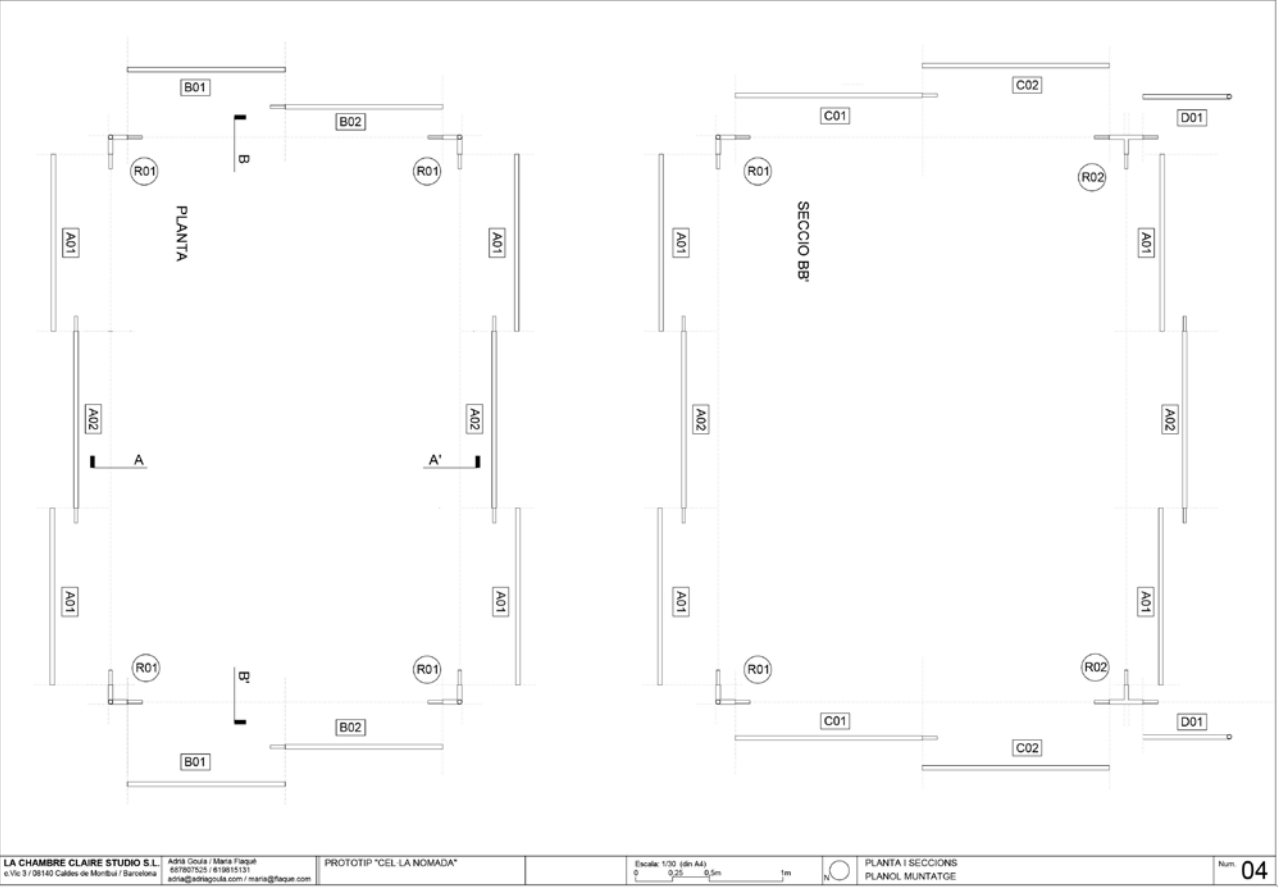 B01
B02
B
R01
R01
PLANTA
A01
A01
A02
A02
A
A'
A01
A01
R01
R01
B'
B02
B01
C02
C01
D01
R01
R02
SECCIO BB'
A01
A01
A02
A02
A01
A01
R01
R02
C01
D01
C02
LA CHAMBRE CLAIRE STUDIO S.L.
c.Vic 3 / 08140 Caldes de Montbui / Barcelona
Adrià Goula / Maria Flaqué
687807525 / 619815131
adria@adriagoula.com / maria@flaque.com
PROTOTIP "CEL·LA NOMADA"
Escala: 1/30 (din A4)
0 0,25 0,5m 1m
N
PLANTA I SECCIONS
PLANOL MUNTATGE
Num. 04